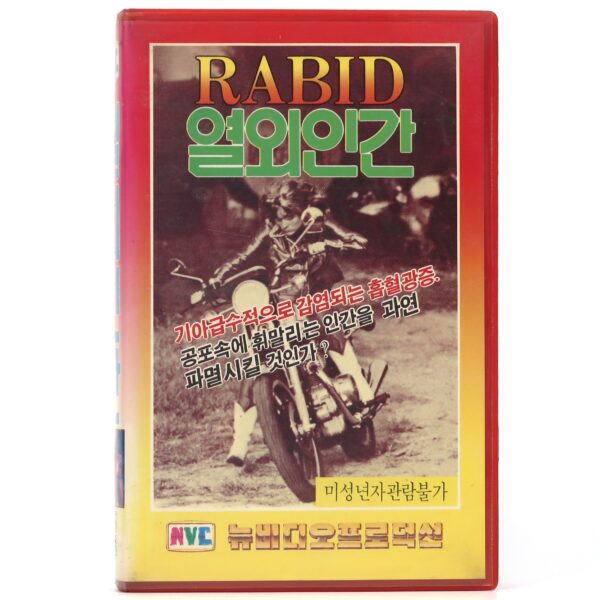 RABID
열외인간
기아급수적으로 감염되는 흡혈광증.
공포속에 휘말리는 인간을 과연
파멸시킬 것인가?
미성년자관람불가
NVC 뉴비디오프로덕션